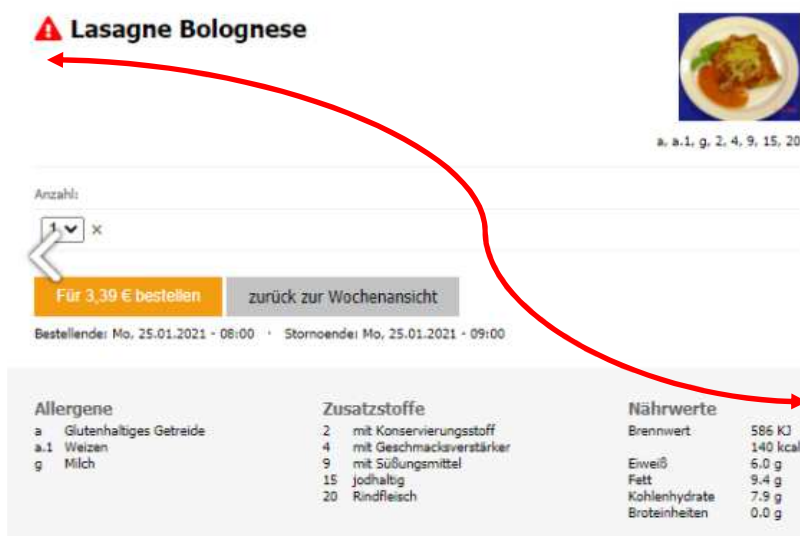 Lasagne Bolognese
a, a.1, g, 2, 4, 9, 15, 20
Anzahl:
1 ×
Für 3,39 € bestellen zurück zur Wochenansicht
Bestellende: Mo, 25.01.2021 - 08:00 · Stornoende: Mo, 25.01.2021 - 09:00
Allergene
a Glutenhaltiges Getreide
a.1 Weizen
g Milch
Zusatzstoffe
2 mit Konservierungsstoff
4 mit Geschmacksverstärker
9 mit Süßungsmittel
15 jodhaltig
20 Rindfleisch
Nährwerte
Brennwert 586 KJ
140 kcal
Eiweiß 6.0 g
Fett 9.4 g
Kohlenhydrate 7.9 g
Broteinheiten 0.0 g